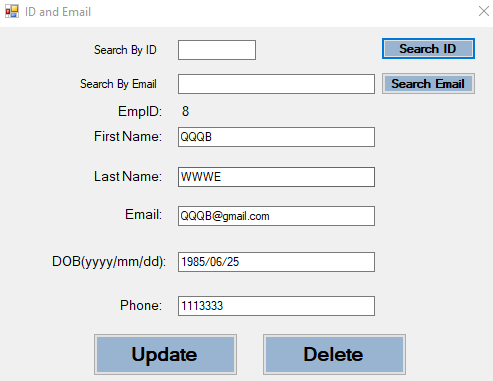 ID and Email
Search By ID Search ID
Search By Email Search Email
EmpID: 8
First Name: QQQB
Last Name: WWWE
Email: QQQB@gmail.com
DOB(yyyy/mm/dd): 1985/06/25
Phone: 1113333
Update Delete